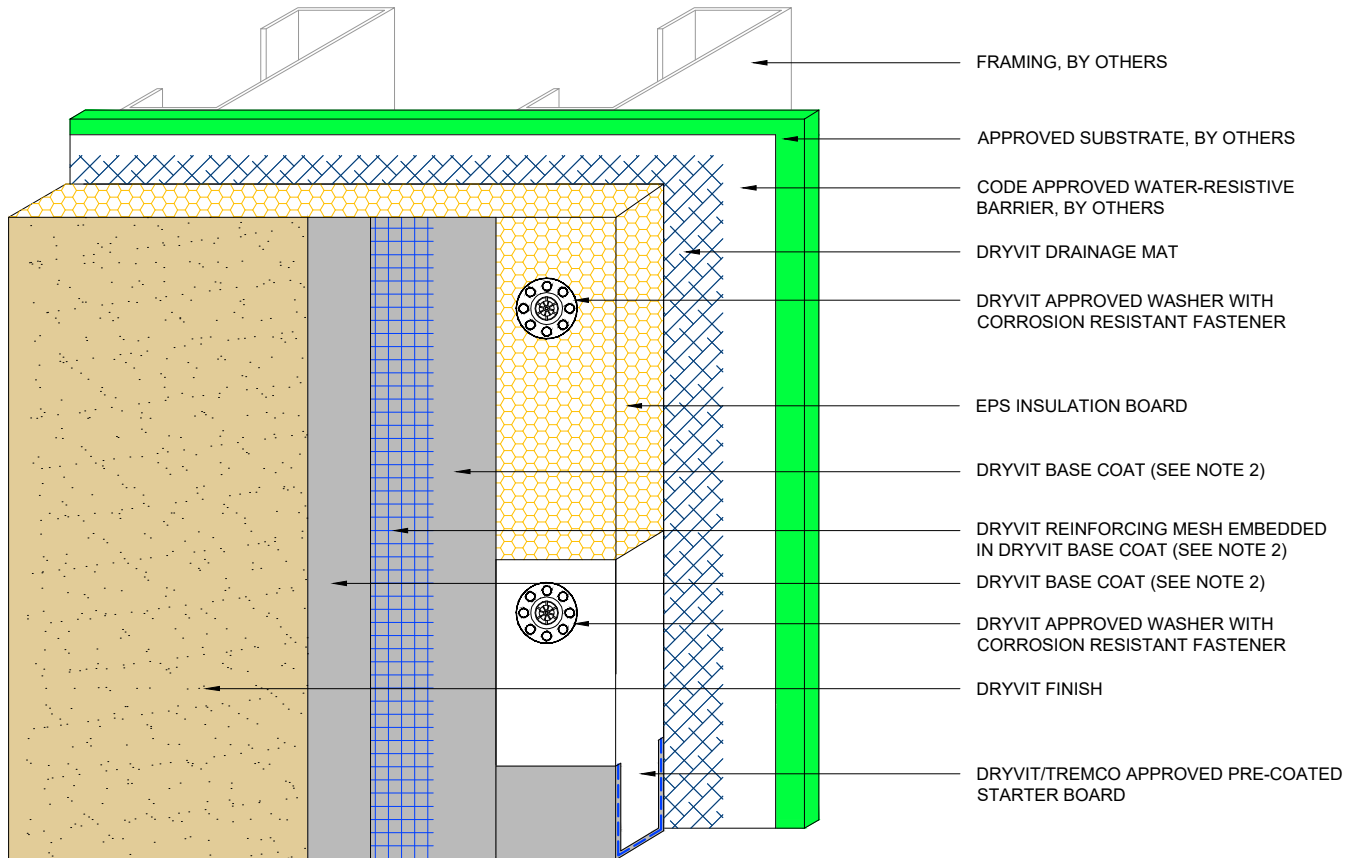 FRAMING, BY OTHERS
APPROVED SUBSTRATE, BY OTHERS
CODE APPROVED WATER-RESISTIVE
BARRIER, BY OTHERS
DRYVIT DRAINAGE MAT
DRYVIT APPROVED WASHER WITH
CORROSION RESISTANT FASTENER
EPS INSULATION BOARD
DRYVIT BASE COAT (SEE NOTE 2)
DRYVIT REINFORCING MESH EMBEDDED
IN DRYVIT BASE COAT (SEE NOTE 2)
DRYVIT BASE COAT (SEE NOTE 2)
DRYVIT APPROVED WASHER WITH
CORROSION RESISTANT FASTENER
DRYVIT FINISH
DRYVIT/TREMCO APPROVED PRE-COATED
STARTER BOARD